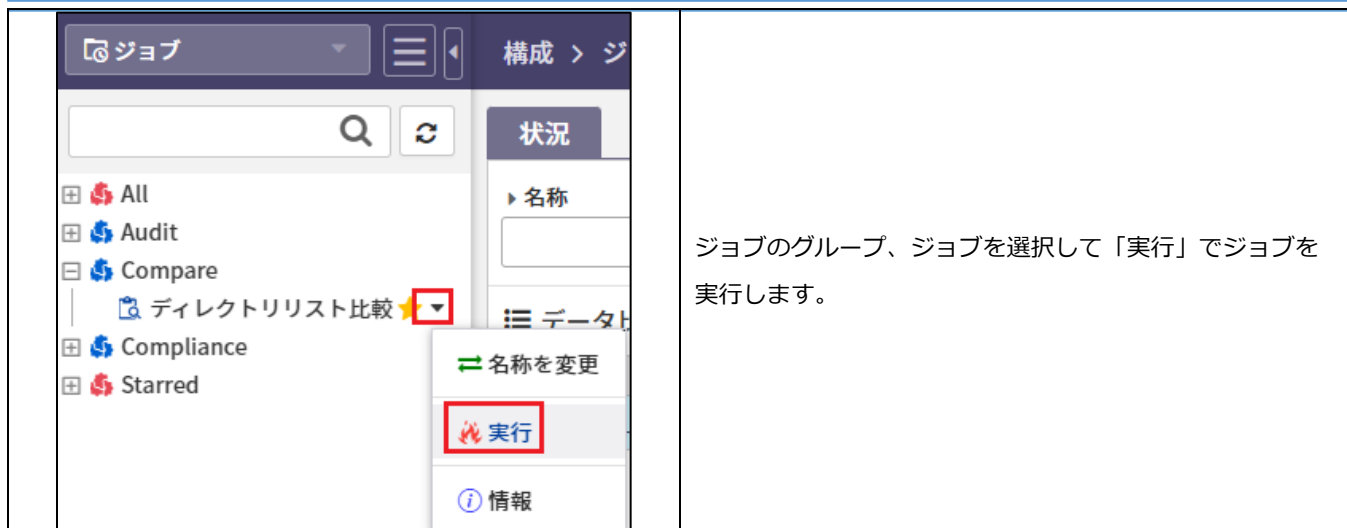 ジョブ
構成 > ジ
状況
All
名称
Audit
Compare
ディレクトリリスト比較
データ
Compliance
名称を変更
Starred
実行
情報
ジョブのグループ、ジョブを選択して「実行」でジョブを
実行します。